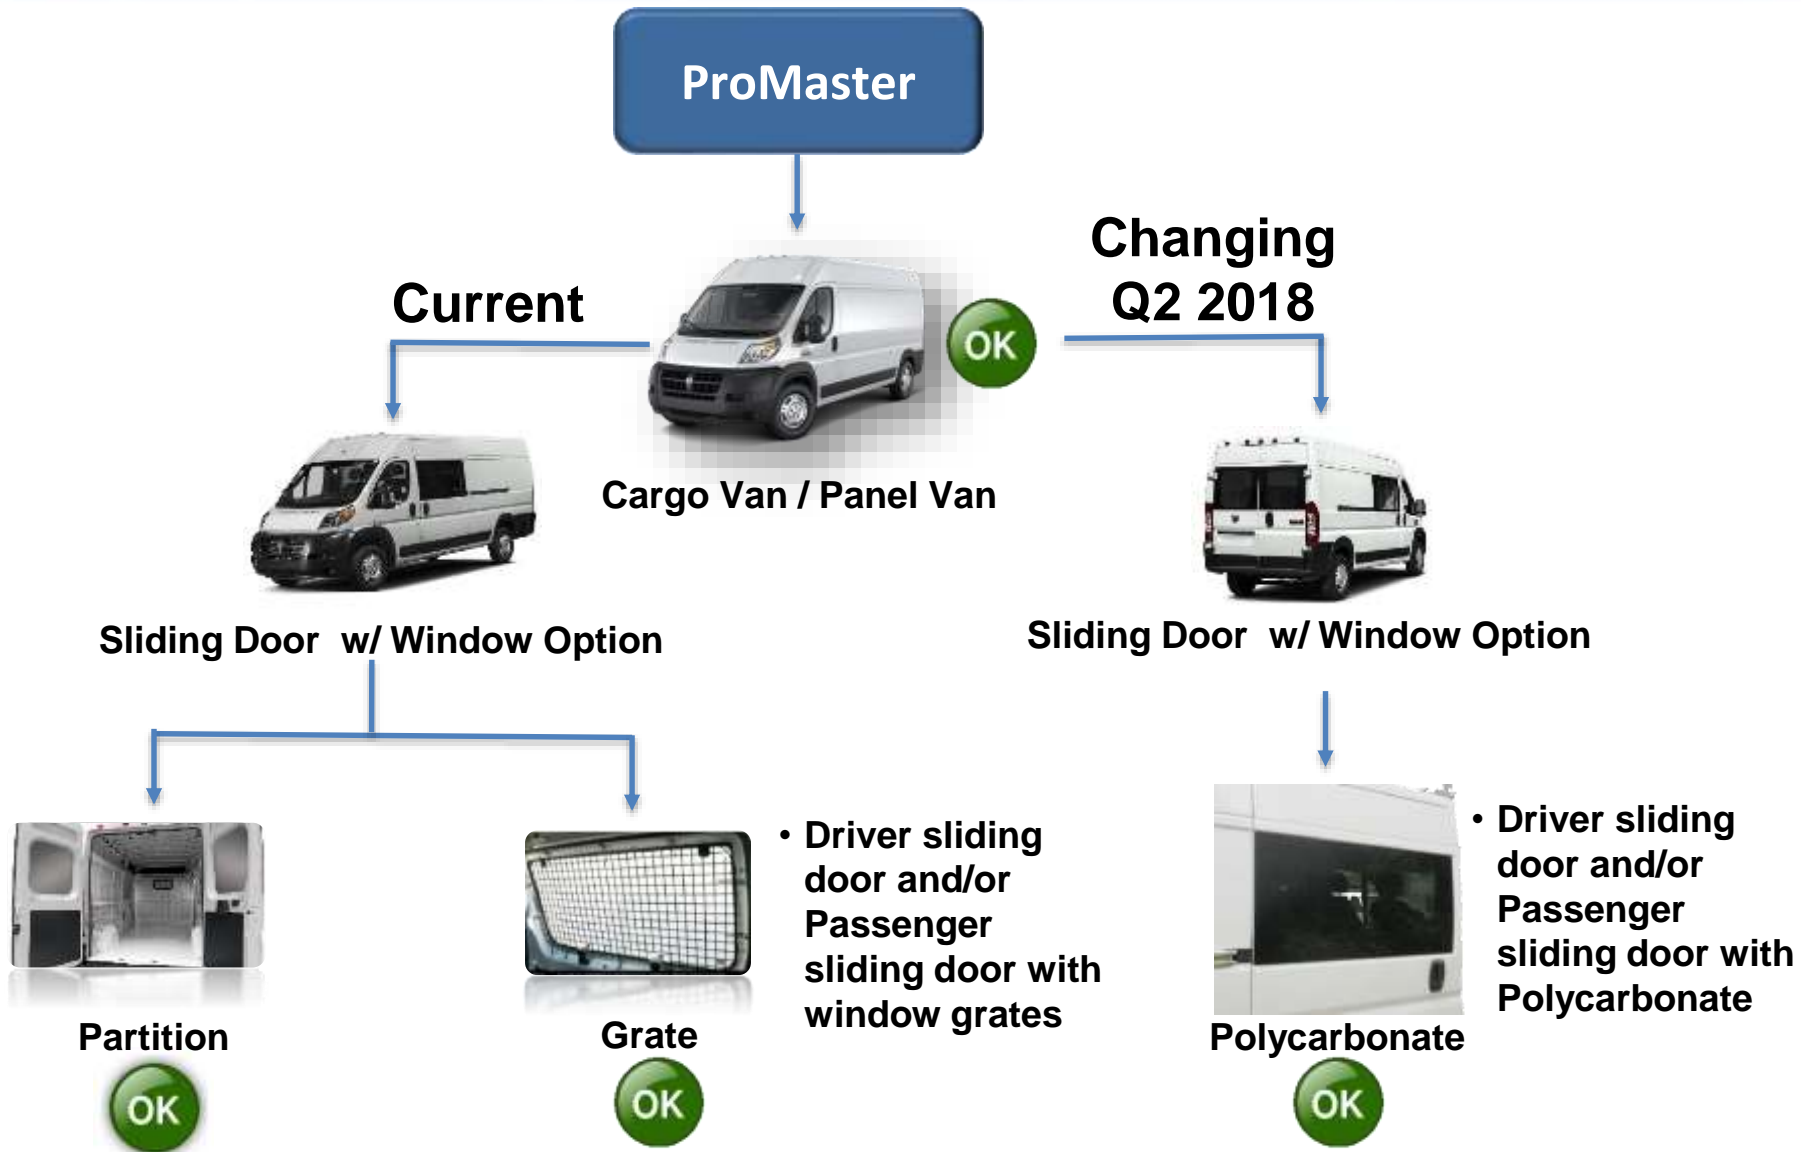 ProMaster
Changing
Q2 2018
Current
OK
Cargo Van / Panel Van
Sliding Door w/ Window Option
Sliding Door w/ Window Option
• Driver sliding
door and/or
Passenger
sliding door with
window grates
• Driver sliding
door and/or
Passenger
sliding door with
Polycarbonate
Partition
Grate
Polycarbonate
OK
OK
OK